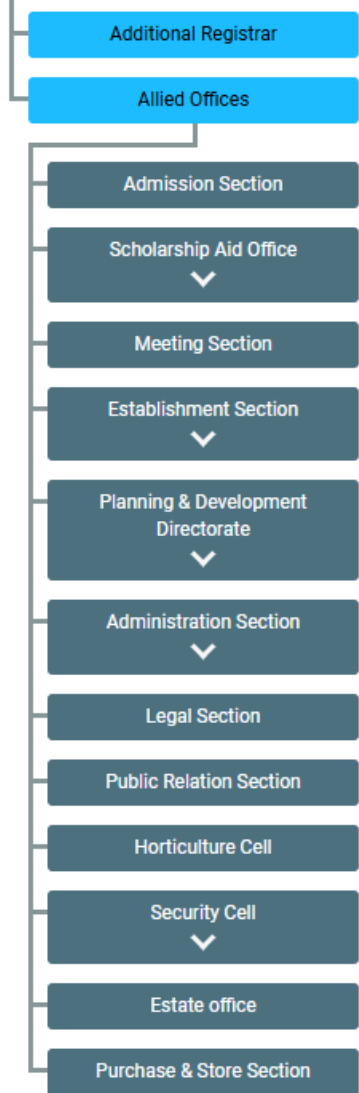 Additional Registrar
Allied Offices
Admission Section
Scholarship Aid Office
Meeting Section
Establishment Section
Planning & Development
Directorate
Administration Section
Legal Section
Public Relation Section
Horticulture Cell
Security Cell
Estate office
Purchase & Store Section